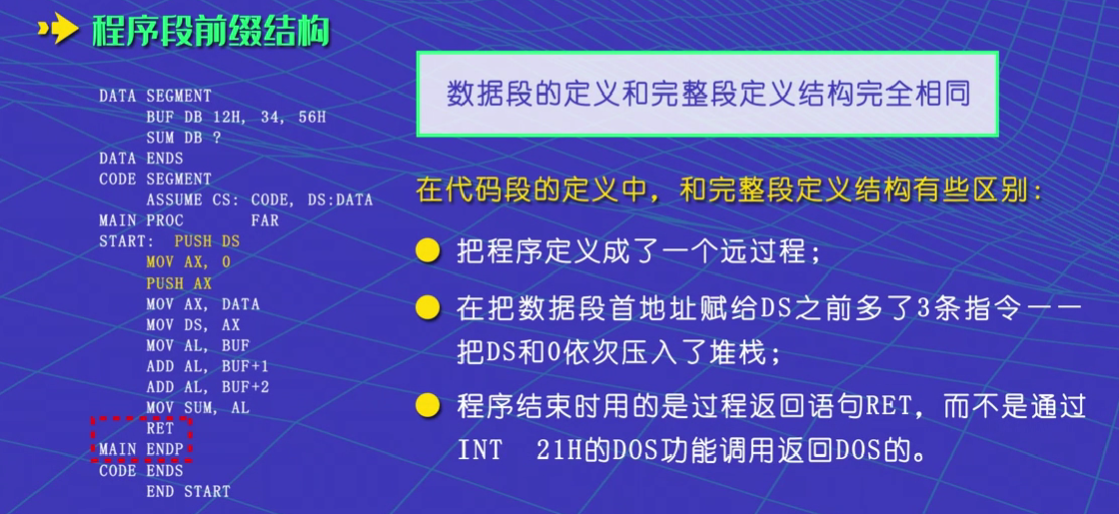 程序段前缀结构
DATA SEGMENT
BUF DB 12H, 34, 56H
SUM DB ?
DATA ENDS
CODE SEGMENT
ASSUME CS: CODE, DS:DATA
MAIN PROC FAR
START: PUSH DS
MOV AX, 0
PUSH AX
MOV AX, DATA
MOV DS, AX
MOV AL, BUF
ADD AL, BUF+1
ADD AL, BUF+2
MOV SUM, AL
RET
MAIN ENDP
CODE ENDS
END START
数据段的定义和完整段定义结构完全相同
在代码段的定义中，和完整段定义结构有些区别：
把程序定义成了一个远过程；
在把数据段首地址赋给DS之前多了3条指令——
把DS和0依次压入了堆栈；
程序结束时用的是过程返回语句RET，而不是通过
INT 21H的DOS功能调用返回DOS的。